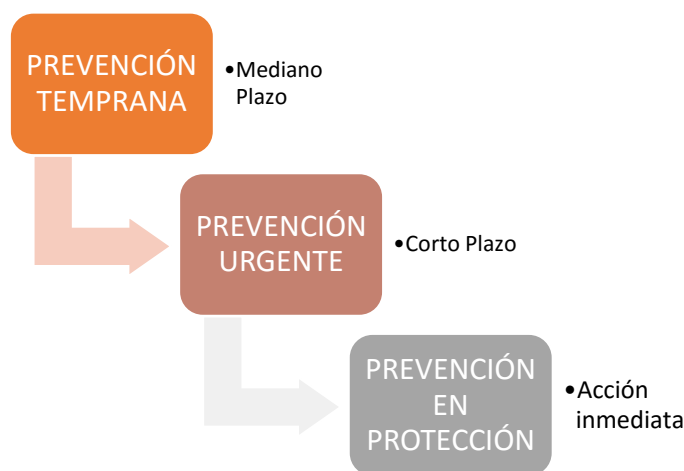 PREVENCIÓN
TEMPRANA
•Mediano
Plazo
PREVENCIÓN
URGENTE
•Corto Plazo
PREVENCIÓN
EN
PROTECCIÓN
•Acción
inmediata